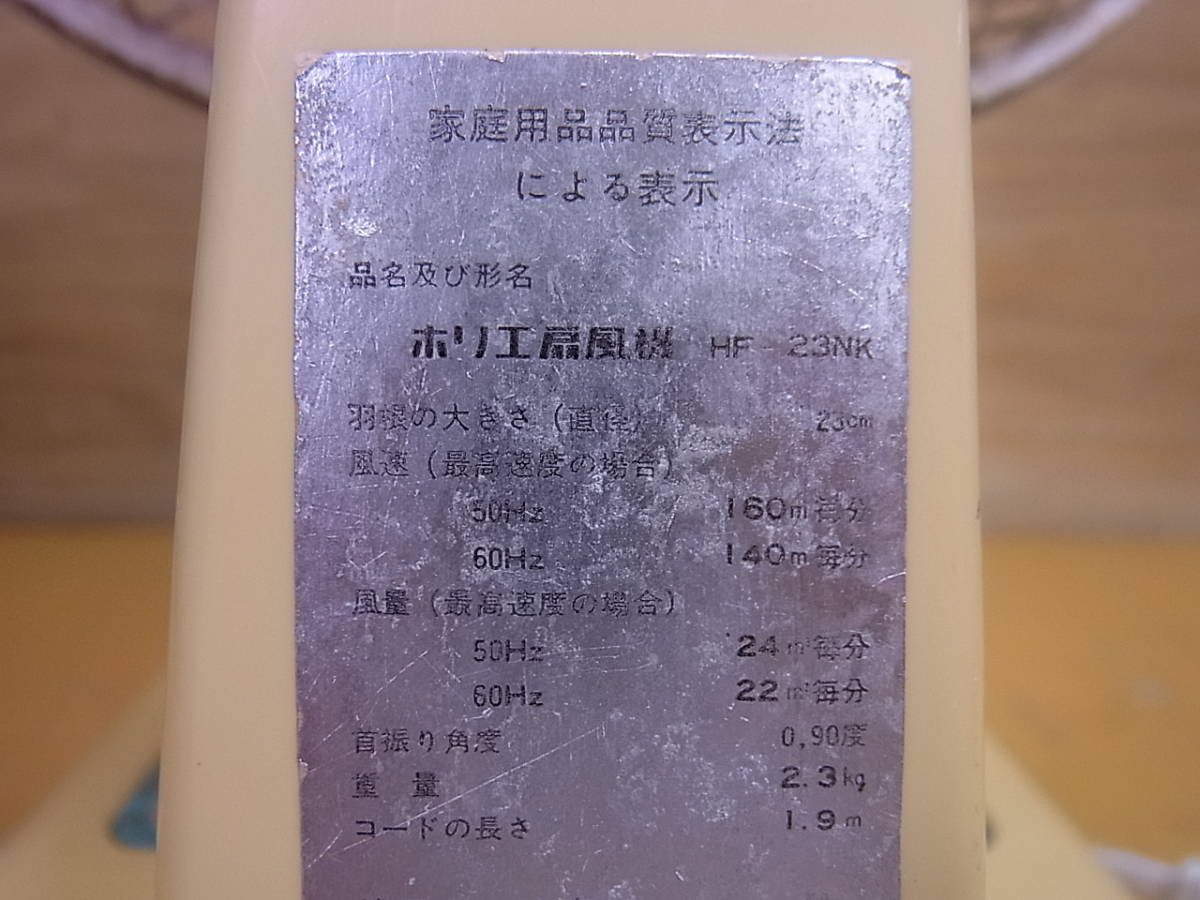 家庭用品品質表示法
による表示
品名及び形名
ホリエ扇風機 HF-23NK
羽根の大きさ(直径) 23cm
風速(最高速度の場合)
50Hz 160m毎分
60Hz 140m毎分
風量(最高速度の場合)
50Hz 24m³毎分
60Hz 22m³毎分
首振り角度 0,90度
重量 2.3kg
コードの長さ 1.9m